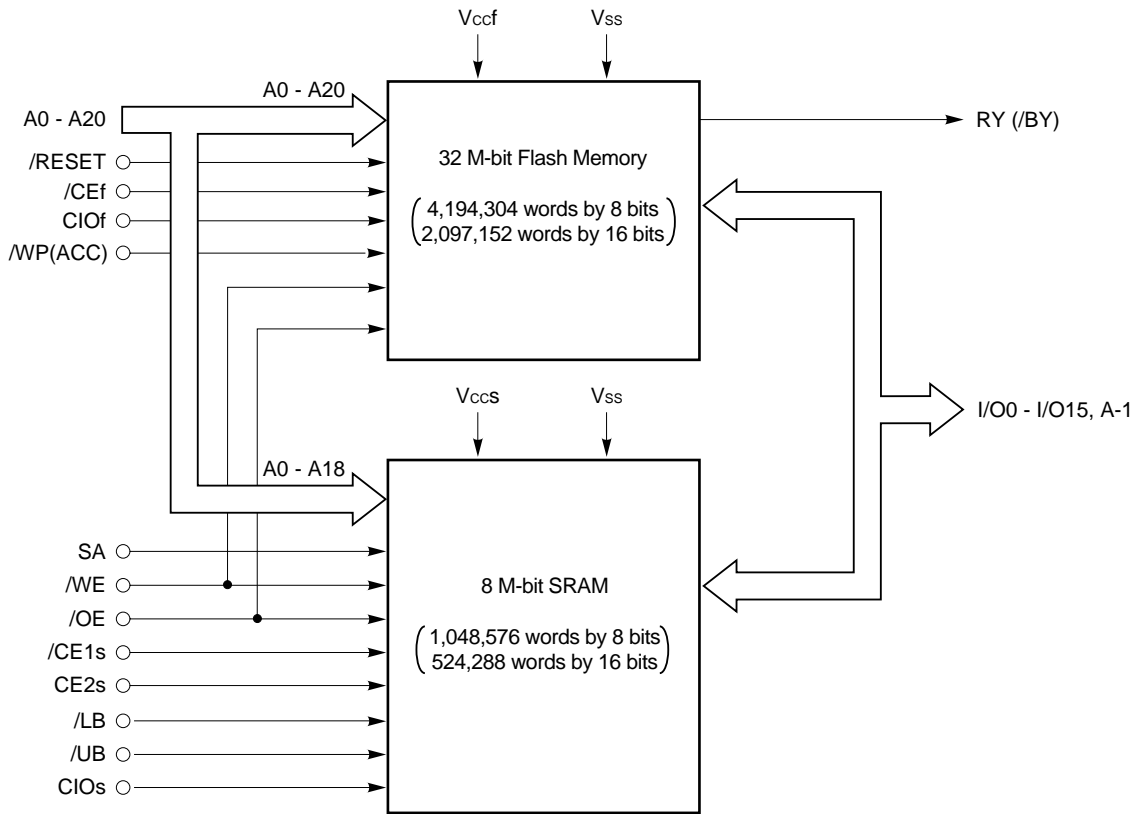 Vccf
Vss
A0 - A20
A0 - A20
/RESET
/CEf
CIOf
/WP(ACC)
32 M-bit Flash Memory
4,194,304 words by 8 bits
2,097,152 words by 16 bits
RY (/BY)
Vccs
Vss
I/O0 - I/O15, A-1
A0 - A18
SA
/WE
/OE
/CE1s
CE2s
/LB
/UB
CIOs
8 M-bit SRAM
1,048,576 words by 8 bits
524,288 words by 16 bits